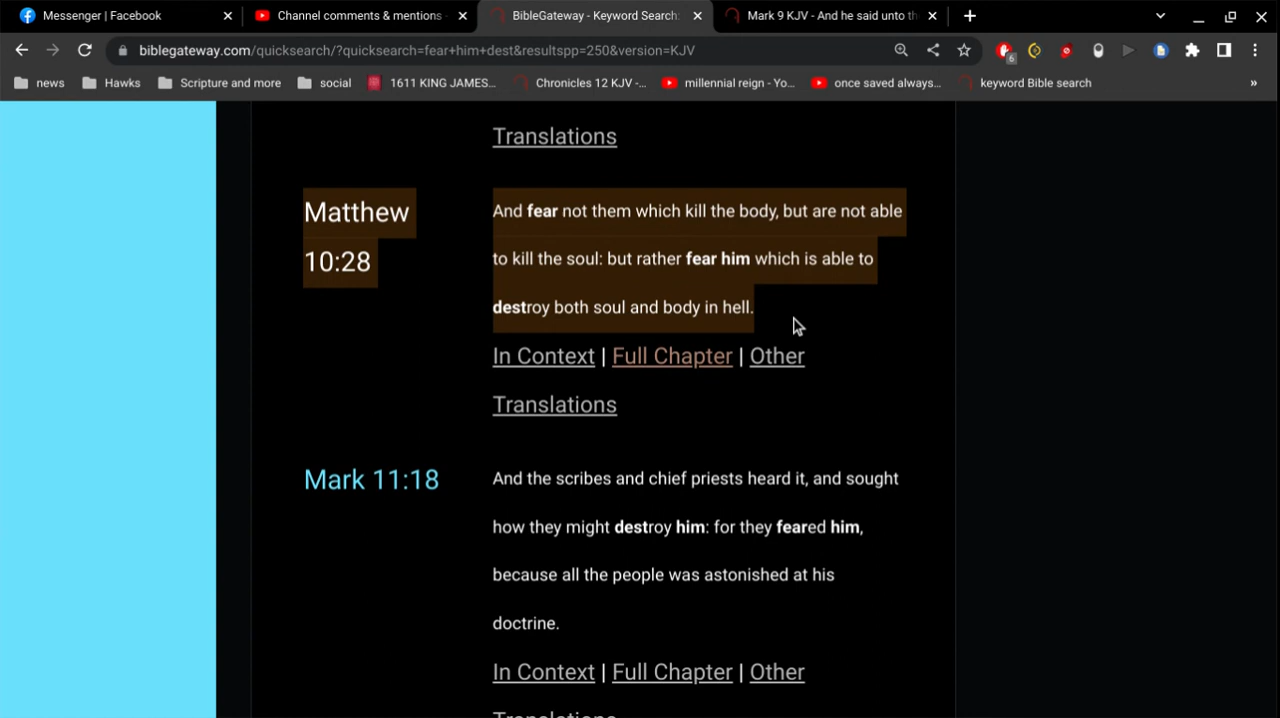 Messenger | Facebook
Channel comments & mentions -
BibleGateway - Keyword Search:
Mark 9 KJV - And he said unto th
biblegateway.com/quicksearch/?quicksearch=fear+him+dest&resultspp=250&version=KJV
6
news
Hawks
Scripture and more
social
1611 KING JAMES...
Chronicles 12 KJV -...
millennial reign - Yo...
once saved always...
keyword Bible search
»
Translations
Matthew
10:28
And fear not them which kill the body, but are not able
to kill the soul: but rather fear him which is able to
destroy both soul and body in hell.
In Context | Full Chapter | Other
Translations
Mark 11:18
And the scribes and chief priests heard it, and sought
how they might destroy him: for they feared him,
because all the people was astonished at his
doctrine.
In Context | Full Chapter | Other
Translations